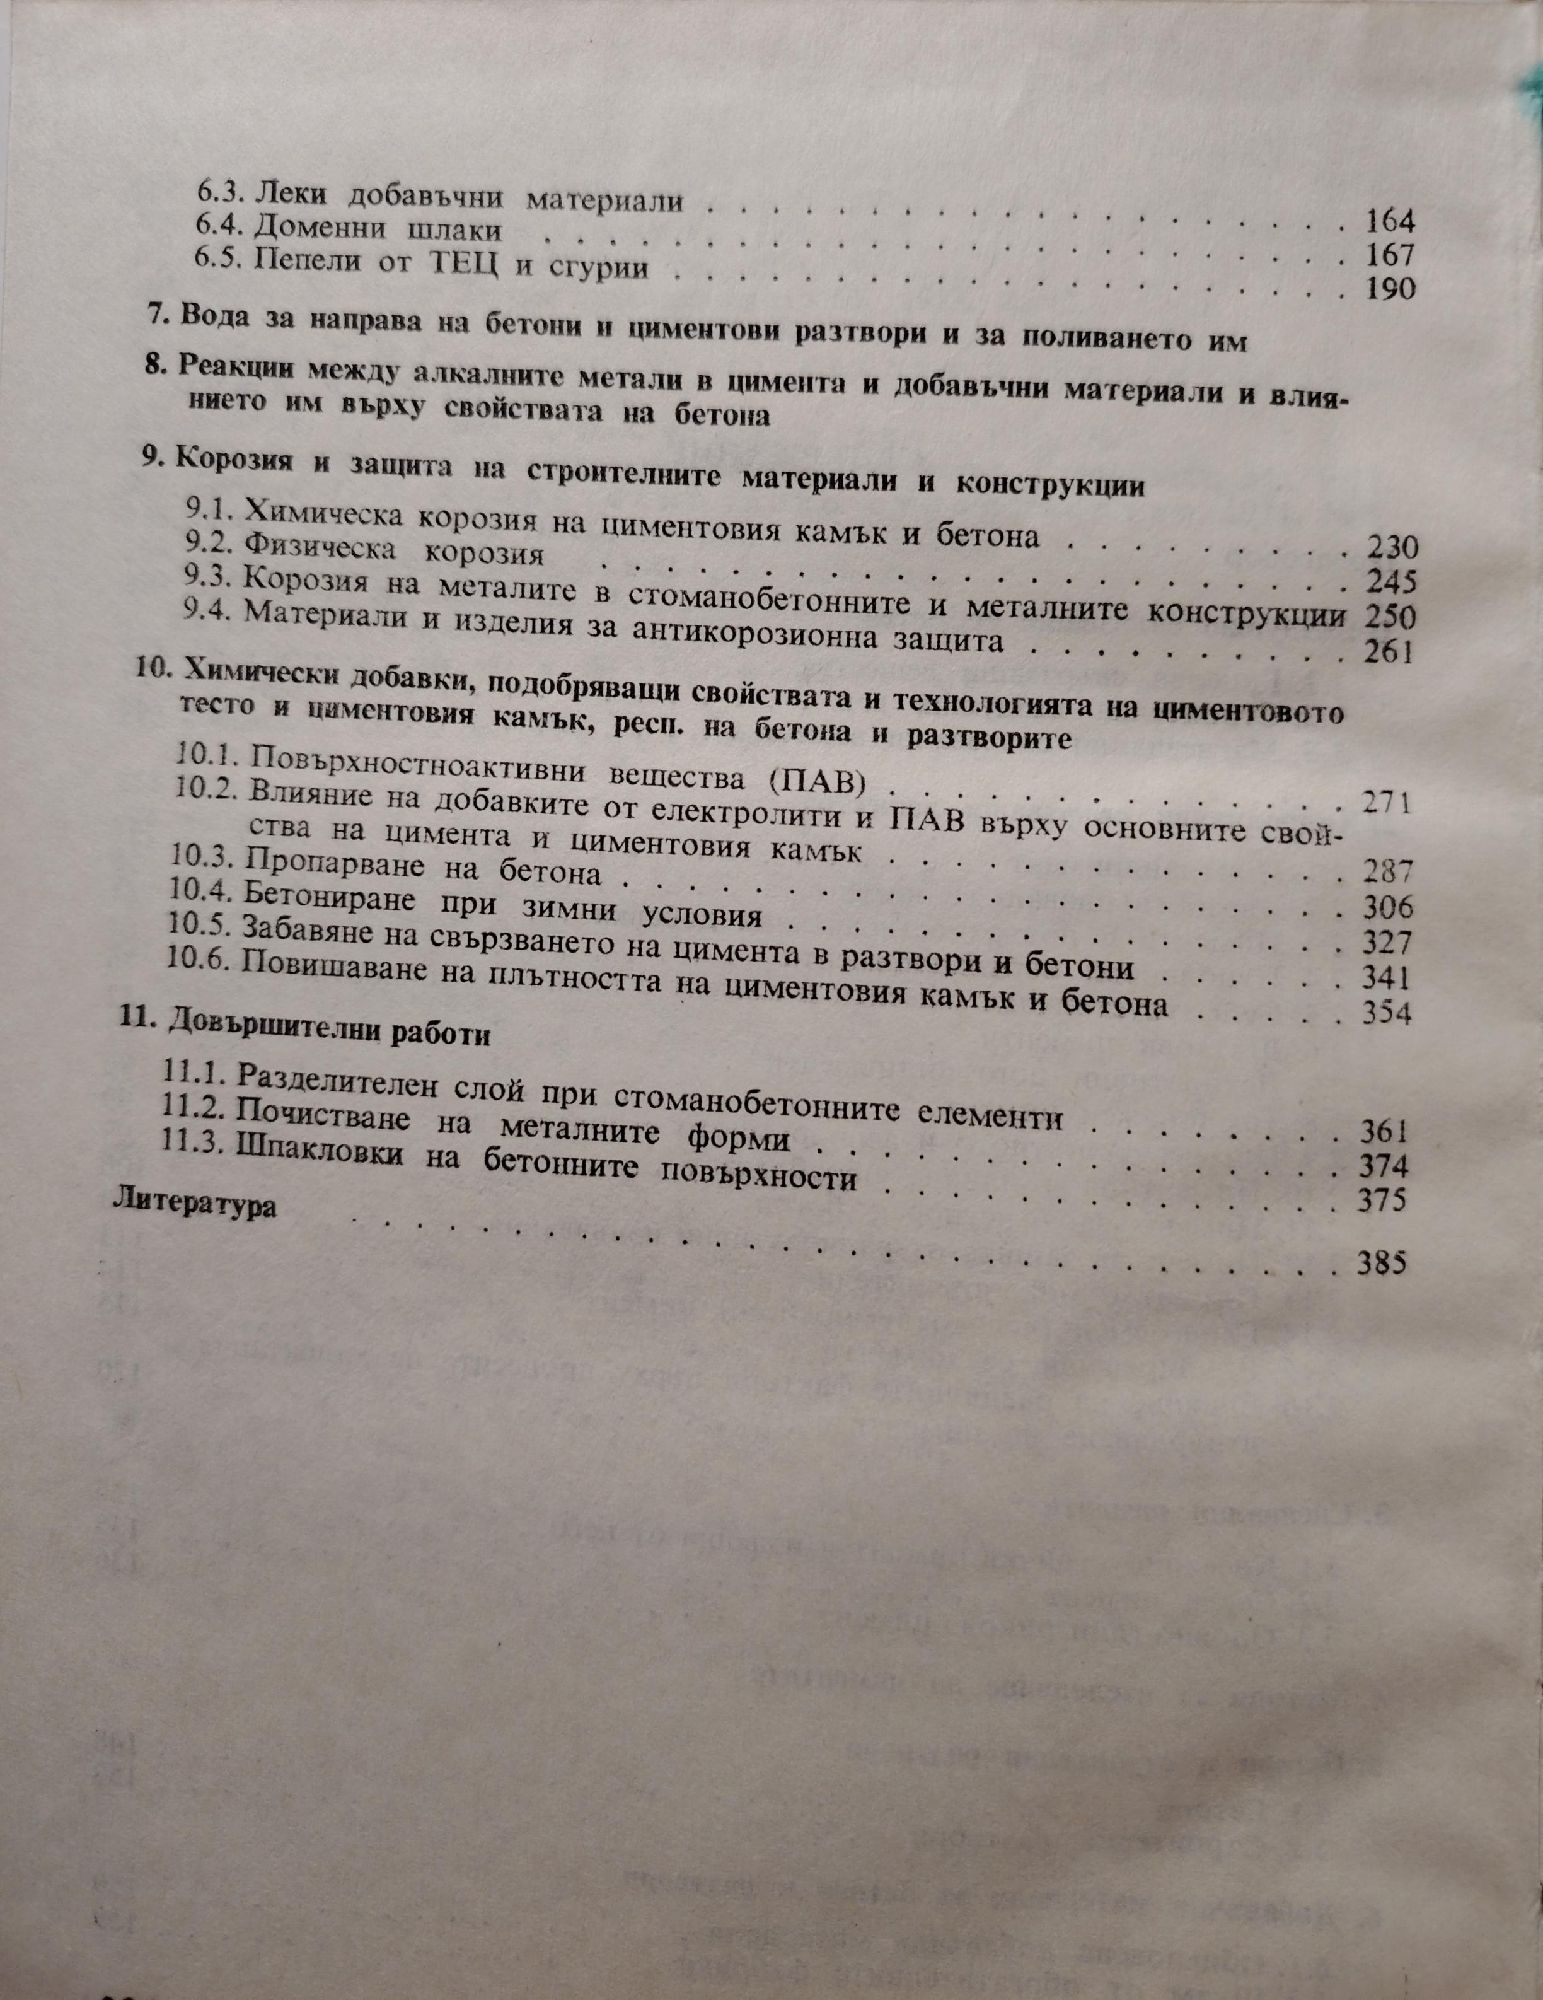 6.3. Леки добавъчни материали . . . . . . . . . . . . . . . . . . . . 164
6.4. Доменни шлаки . . . . . . . . . . . . . . . . . . . . . . . . . 167
6.5. Пепели от ТЕЦ и сгурии . . . . . . . . . . . . . . . . . . . . . 190
7. Вода за направа на бетони и циментови разтвори и за поливането им
8. Реакции между алкалните метали в цимента и добавъчни материали и влия-
нието им върху свойствата на бетона
9. Корозия и защита на строителните материали и конструкции
9.1. Химическа корозия на циментовия камък и бетона . . . . . . . . . 230
9.2. Физическа корозия . . . . . . . . . . . . . . . . . . . . . . . 245
9.3. Корозия на металите в стоманобетонните и металните конструкции 250
9.4. Материали и изделия за антикорозионна защита . . . . . . . . . . 261
10. Химически добавки, подобряващи свойствата и технологията на циментовото
тесто и циментовия камък, респ. на бетона и разтворите
10.1. Повърхностноактивни вещества (ПАВ) . . . . . . . . . . . . . . 271
10.2. Влияние на добавките от електролити и ПАВ върху основните свой-
ства на цимента и циментовия камък . . . . . . . . . . . . . . 287
10.3. Пропарване на бетона . . . . . . . . . . . . . . . . . . . . . . 306
10.4. Бетониране при зимни условия . . . . . . . . . . . . . . . . . 327
10.5. Забавяне на свързването на цимента в разтвори и бетони . . . . . . 341
10.6. Повишаване на плътността на циментовия камък и бетона . . . . . 354
11. Довършителни работи
11.1. Разделителен слой при стоманобетонните елементи . . . . . . . . 361
11.2. Почистване на металните форми . . . . . . . . . . . . . . . . 374
11.3. Шпакловки на бетонните повърхности . . . . . . . . . . . . . . 375
Литература . . . . . . . . . . . . . . . . . . . . . . . . . . . . . . 385